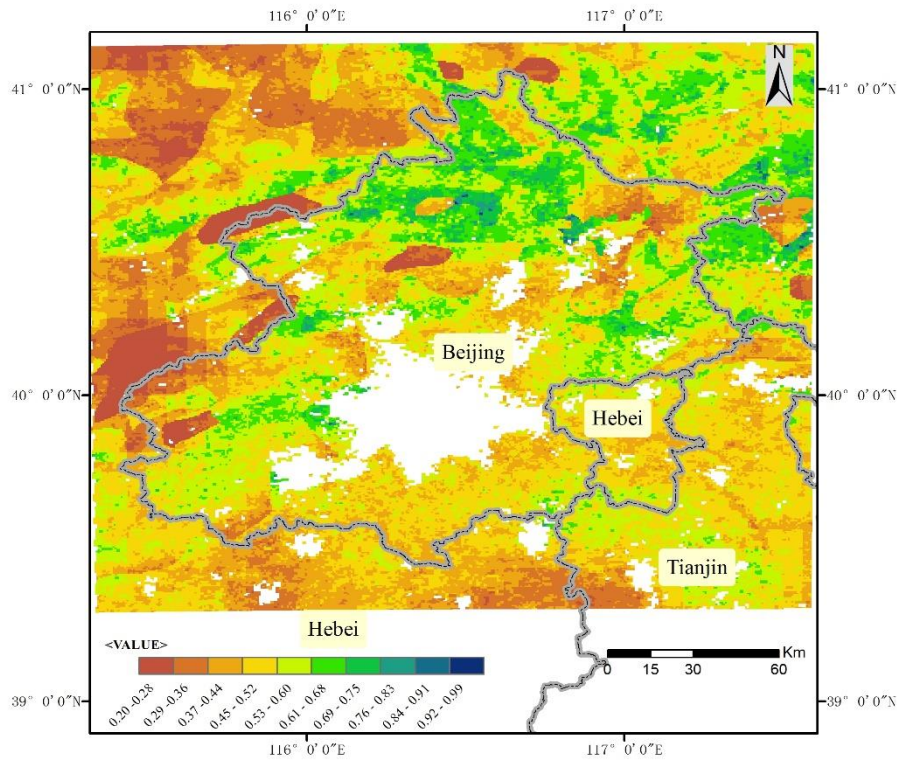 116° 0′0″E 117° 0′0″E
N
41° 0′0″N 41° 0′0″N
Beijing
40° 0′0″N 40° 0′0″N
Hebei
Tianjin
Hebei
<VALUE>
Km
0 15 30 60
0.20 -0.28 0.29 -0.36 0.37 -0.44 0.45 - 0.52 0.53 - 0.60 0.61 - 0.68 0.69 - 0.75 0.76 - 0.83 0.84 - 0.91 0.92 - 0.99
39° 0′0″N 39° 0′0″N
116° 0′0″E 117° 0′0″E